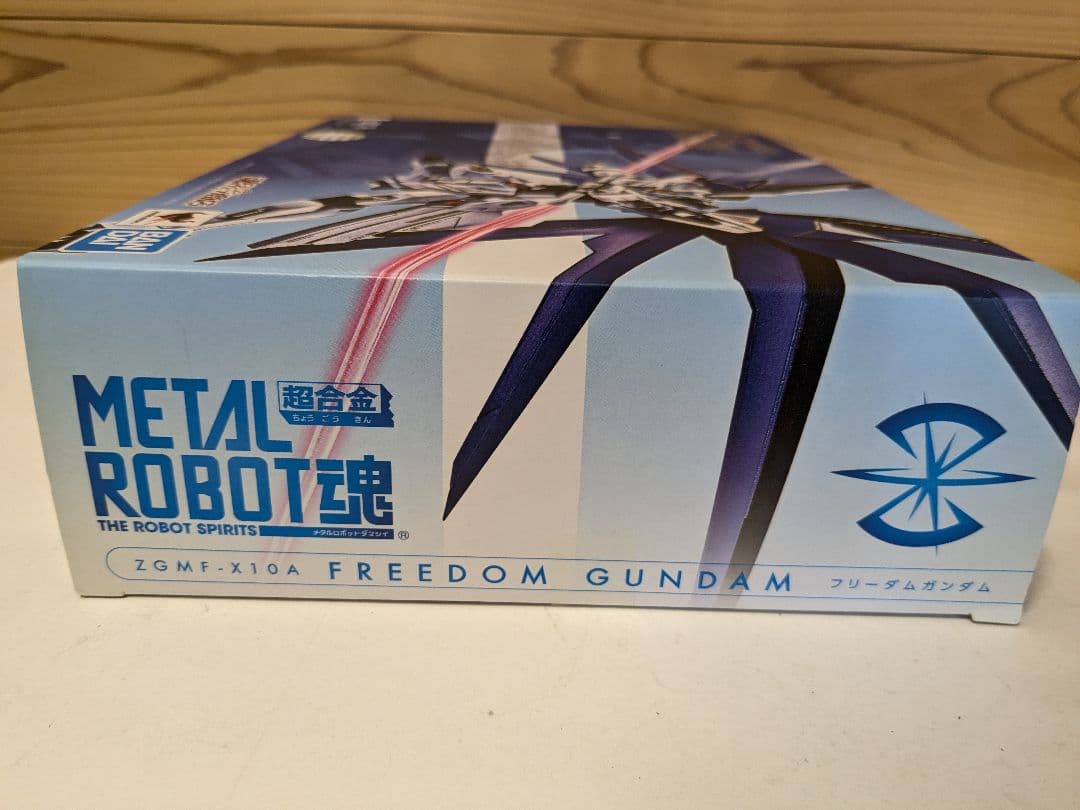 BAN
DAI
METAL
超合金
ちょうごうきん
ROBOT魂
THE ROBOT SPIRITS
メタルロボットダマシイ
®
ZGMF-X10A FREEDOM GUNDAM フリーダムガンダム